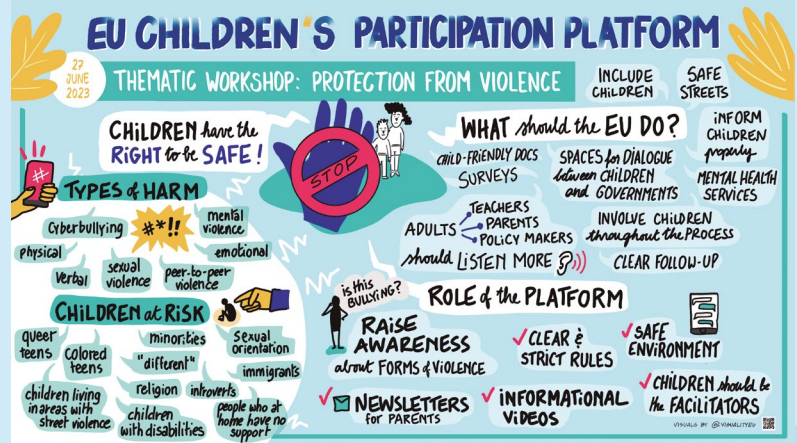 EU CHILDREN'S PARTICIPATION PLATFORM
27
JUNE
2023
THEMATIC WORKSHOP: PROTECTION FROM VIOLENCE
CHILDREN have the
RIGHT to be SAFE!
STOP
#
TYPES of HARM
Cyberbullying
#*!!
mental
violence
physical
emotional
Verbal
sexual
violence
peer-to-peer
violence
CHILDREN at RISK
queer
teens
Colored
teens
minorities
"different"
Sexual
orientation
immigrants
religion
introverts
children living
in areas with
street violence
children
with disabilities
people who at
home have no
support
INCLUDE
CHILDREN
SAFE
STREETS
WHAT should the EU DO?
INFORM
CHILDREN
properly
CHILD-FRIENDLY DOCS
SURVEYS
SPACES for DIALOGUE
between CHILDREN
and GOVERNMENTS
MENTAL HEALTH
SERVICES
ADULTS
TEACHERS
PARENTS
POLICY MAKERS
should LISTEN MORE
INVOLVE CHILDREN
throughout the PROCESS
CLEAR FOLLOW-UP
is this
BULLYING?
ROLE of the PLATFORM
RAISE
AWARENESS
about FORMS of VIOLENCE
CLEAR &
STRICT RULES
SAFE
ENVIRONMENT
NEWSLETTERS
for PARENTS
INFORMATIONAL
ViDEOS
CHILDREN should be
the FACILITATORS
VISUALS BY @VISUALITYEU